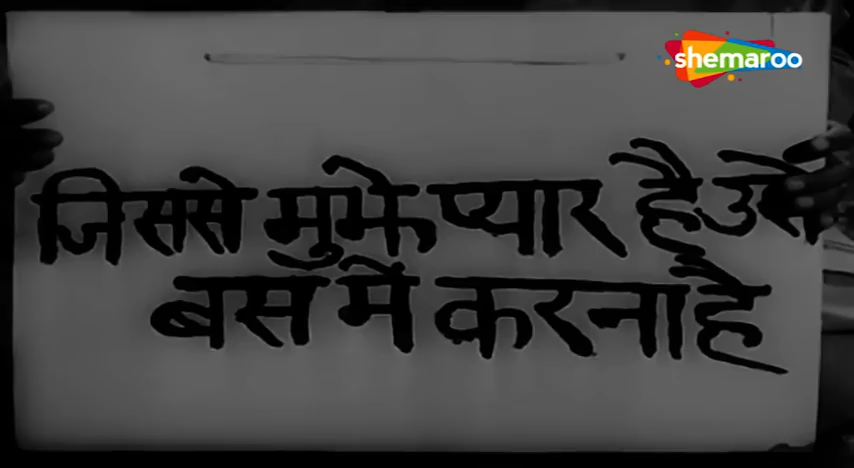 shemaroo
जिससे मुझे प्यार है उसे
बस में करना है